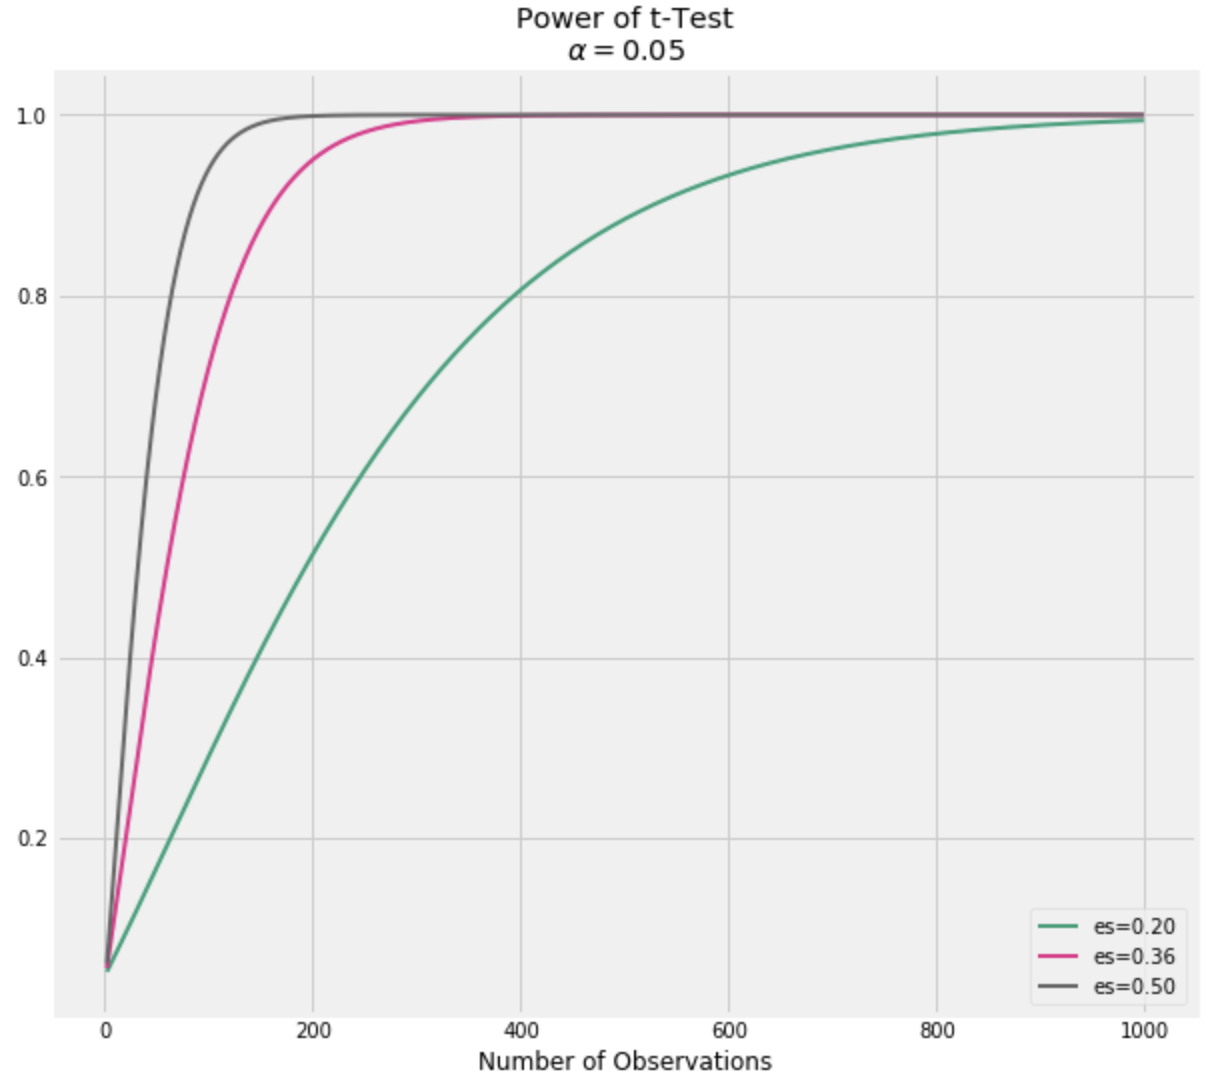 Power of t-Test
α = 0.05
1.0
0.8
0.6
0.4
0.2
es=0.20
es=0.36
es=0.50
0 200 400 600 800 1000
Number of Observations